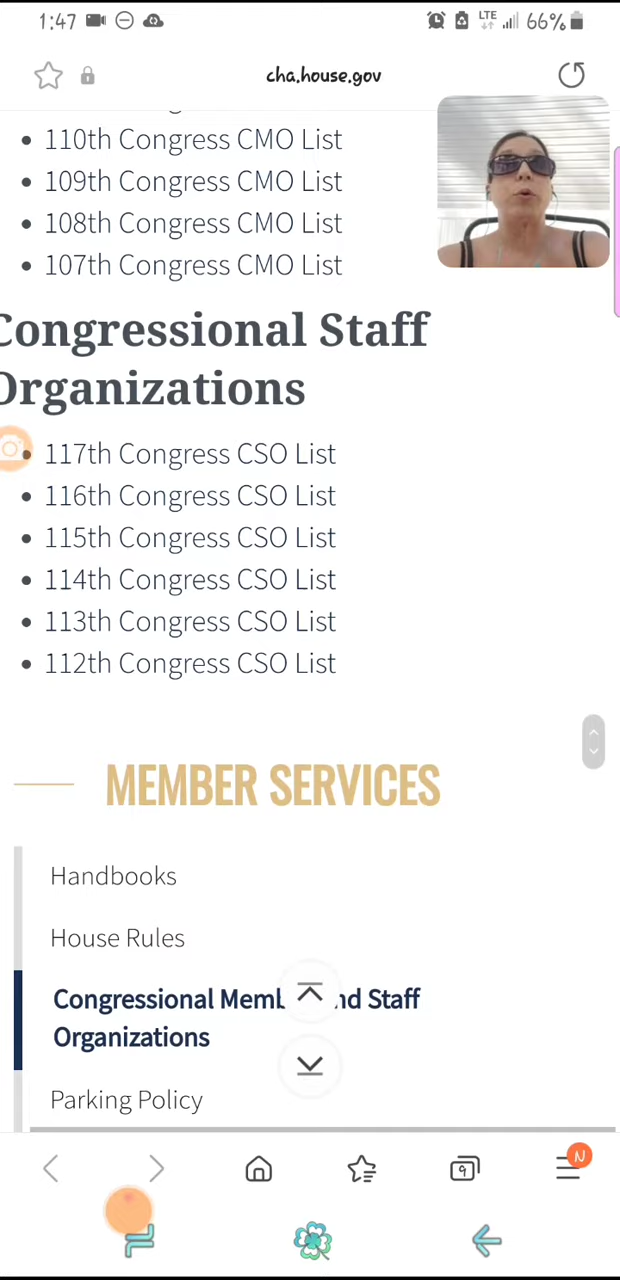 1:47
LTE
66%
cha.house.gov
110th Congress CMO List
109th Congress CMO List
108th Congress CMO List
107th Congress CMO List
Congressional Staff
Organizations
117th Congress CSO List
116th Congress CSO List
115th Congress CSO List
114th Congress CSO List
113th Congress CSO List
112th Congress CSO List
MEMBER SERVICES
Handbooks
House Rules
Congressional Memb nd Staff
Organizations
Parking Policy
9
N